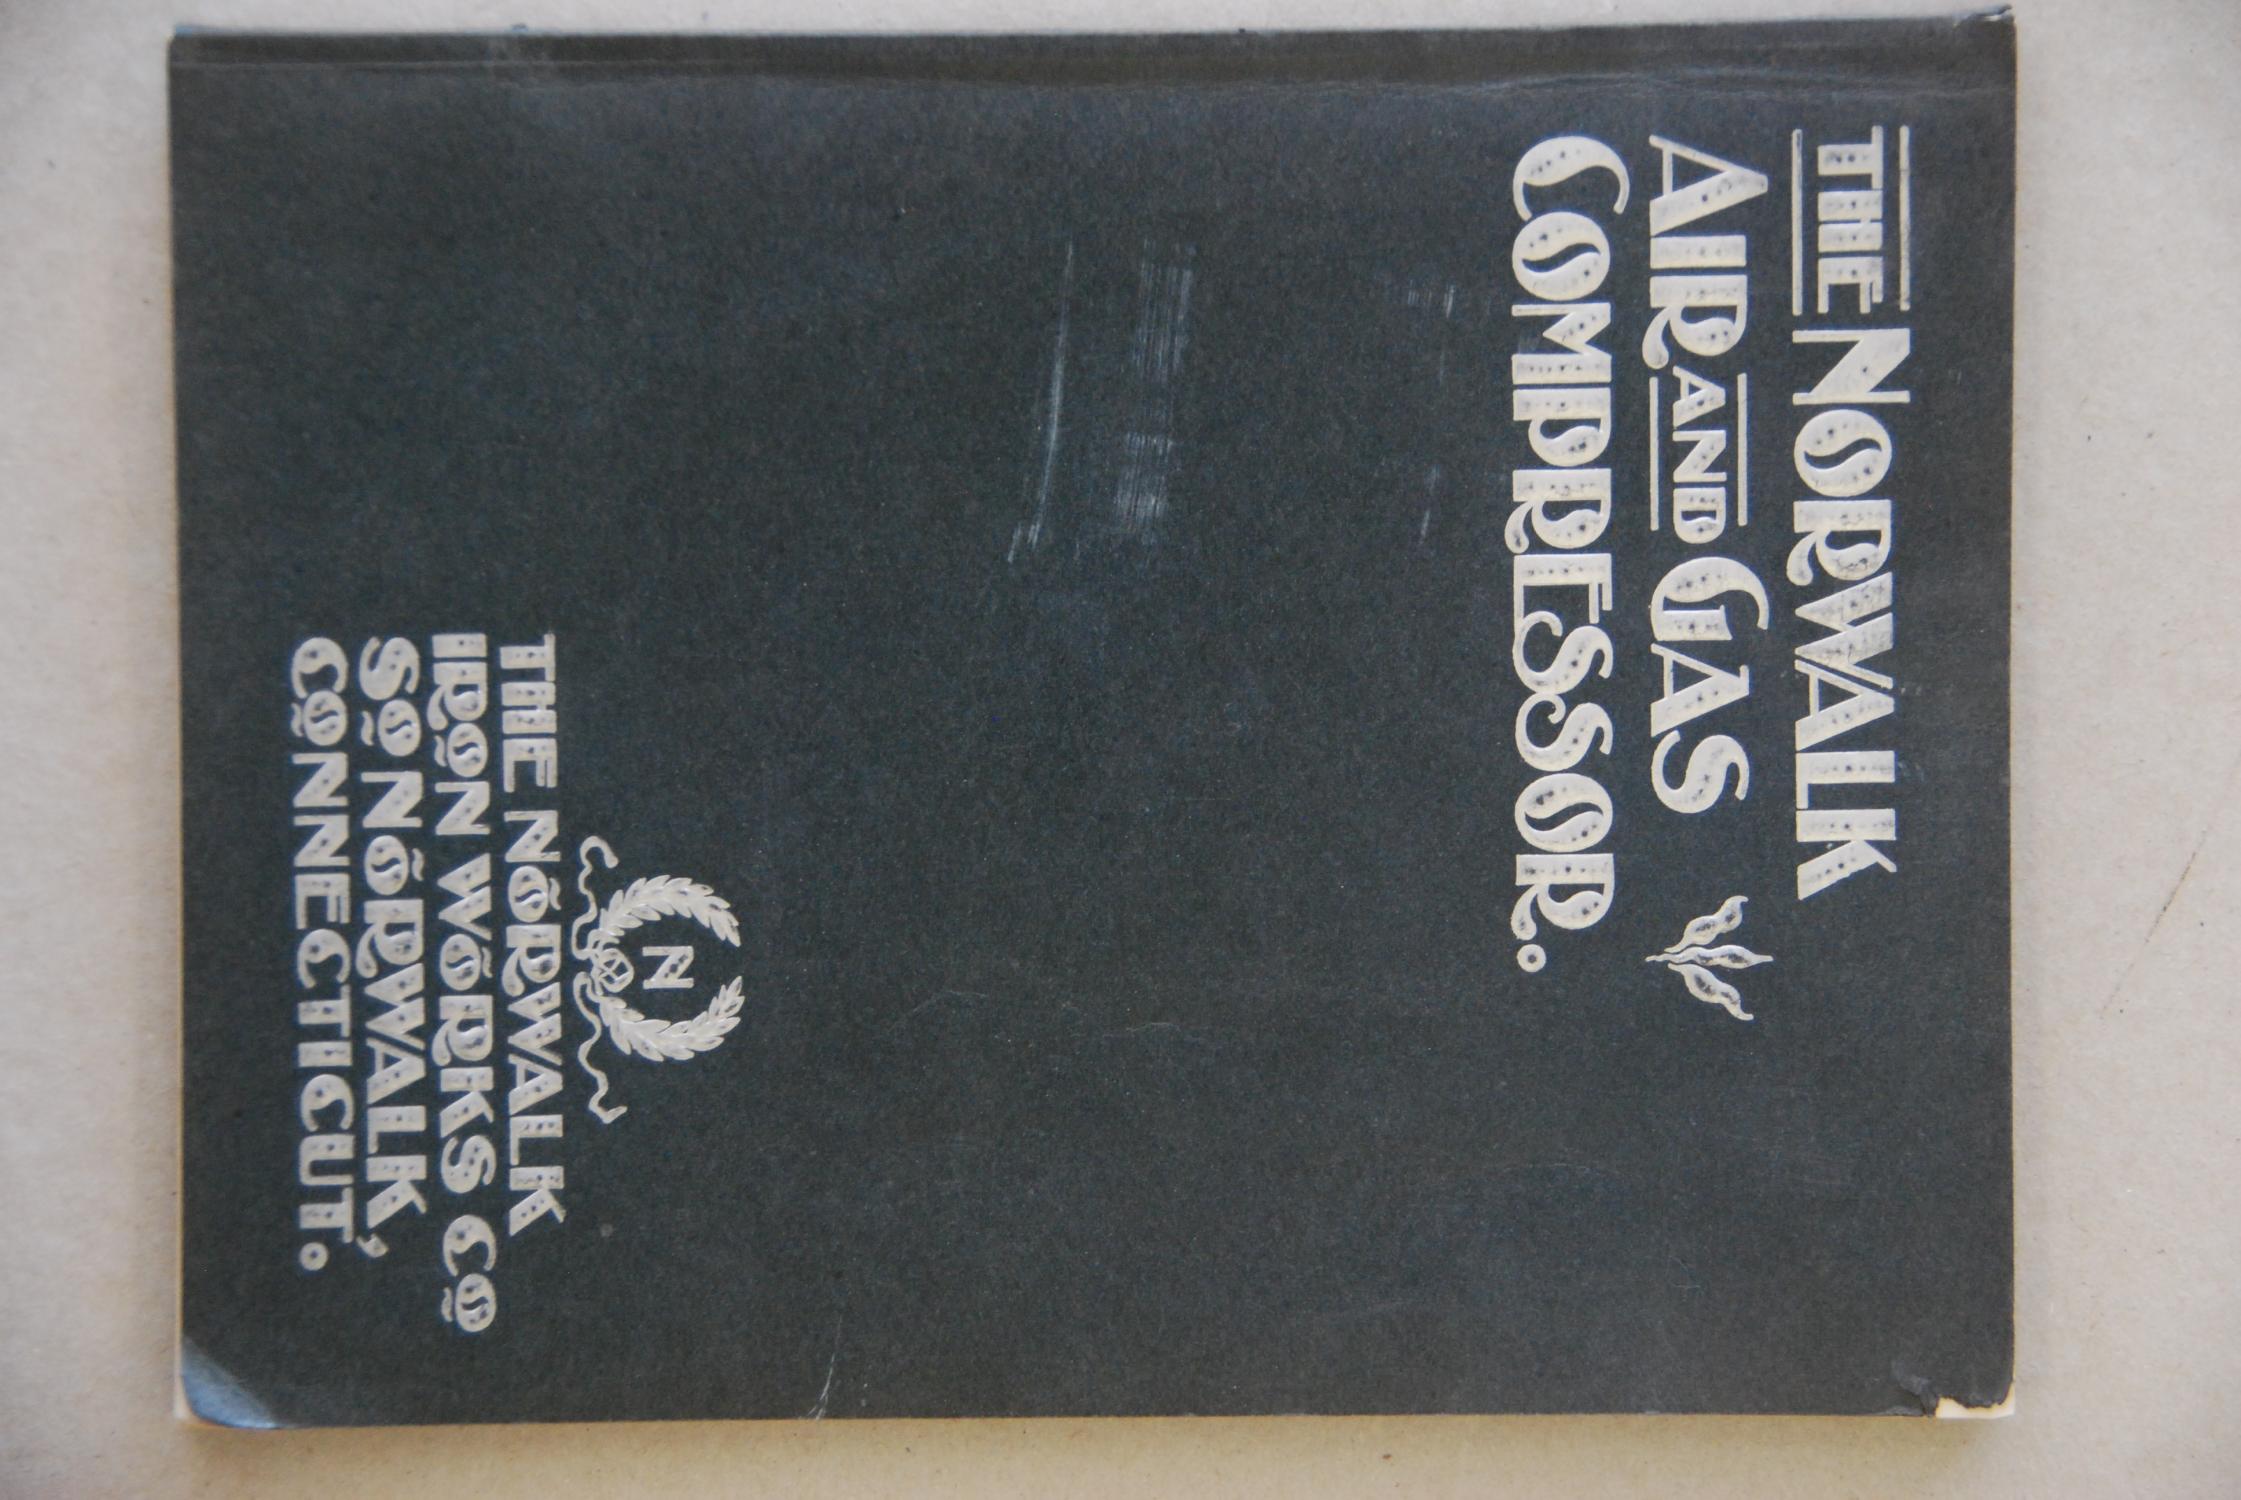 THE NORWALK
AIR AND GAS
COMPRESSOR.
N
THE NORWALK
IRON WORKS CO
SO NORWALK,
CONNECTICUT.